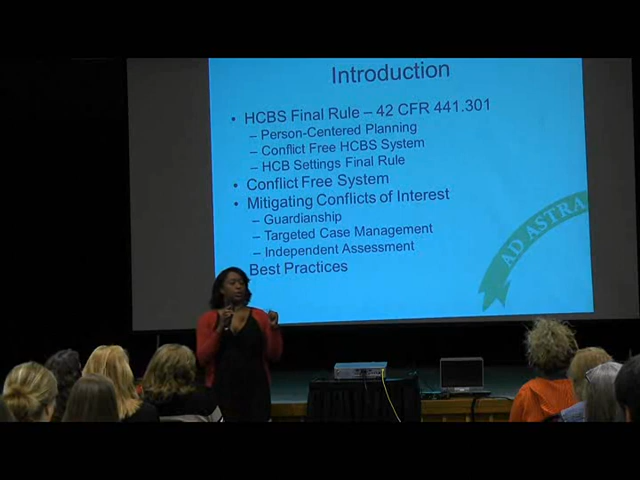 Introduction
• HCBS Final Rule – 42 CFR 441.301
– Person-Centered Planning
– Conflict Free HCBS System
– HCB Settings Final Rule
• Conflict Free System
• Mitigating Conflicts of Interest
– Guardianship
– Targeted Case Management
– Independent Assessment
Best Practices
AD ASTRA